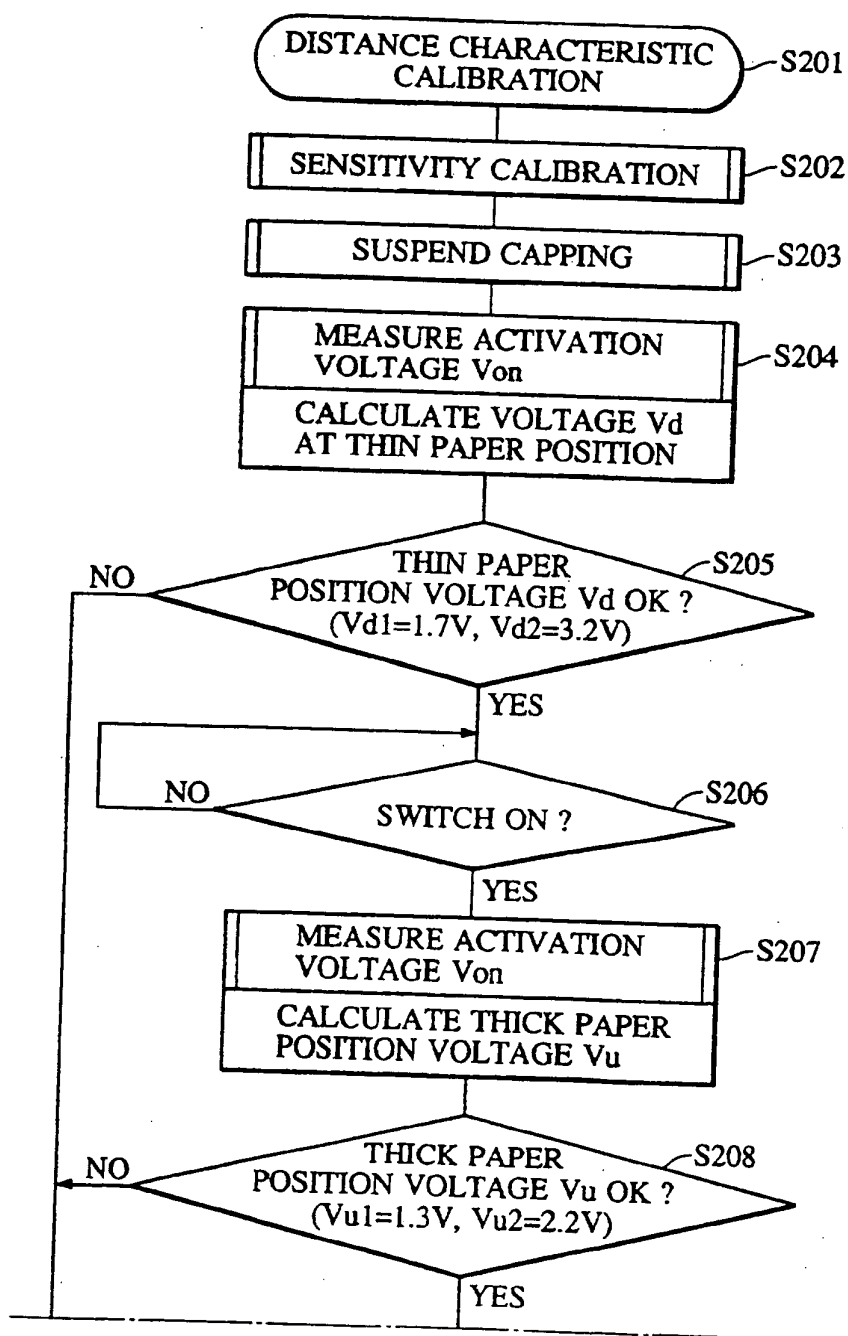 DISTANCE CHARACTERISTIC
CALIBRATION
S201
SENSITIVITY CALIBRATION
S202
SUSPEND CAPPING
S203
MEASURE ACTIVATION
VOLTAGE Von
S204
CALCULATE VOLTAGE Vd
AT THIN PAPER POSITION
THIN PAPER
POSITION VOLTAGE Vd OK ?
(Vd1=1.7V, Vd2=3.2V)
S205
NO
YES
SWITCH ON ?
S206
NO
YES
MEASURE ACTIVATION
VOLTAGE Von
S207
CALCULATE THICK PAPER
POSITION VOLTAGE Vu
THICK PAPER
POSITION VOLTAGE Vu OK ?
(Vu1=1.3V, Vu2=2.2V)
S208
NO
YES